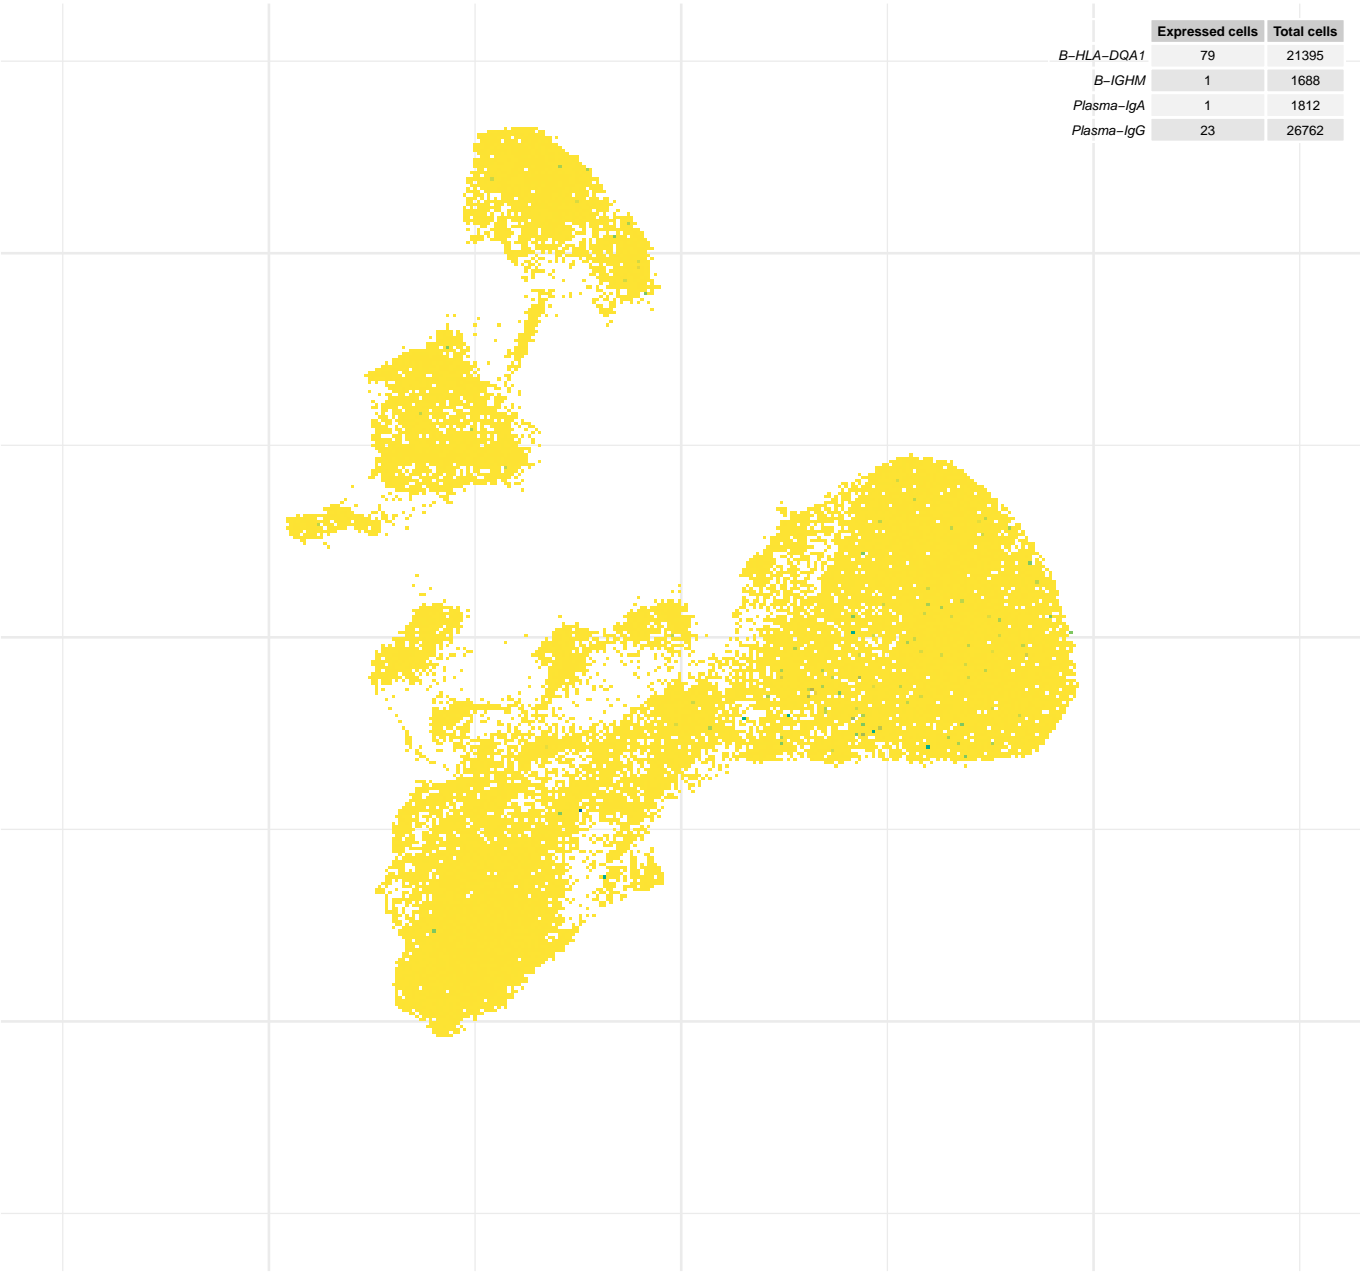 Expressed cells Total cells
B−HLA−DQA1 79 21395
B−IGHM 1 1688
Plasma−IgA 1 1812
Plasma−IgG 23 26762